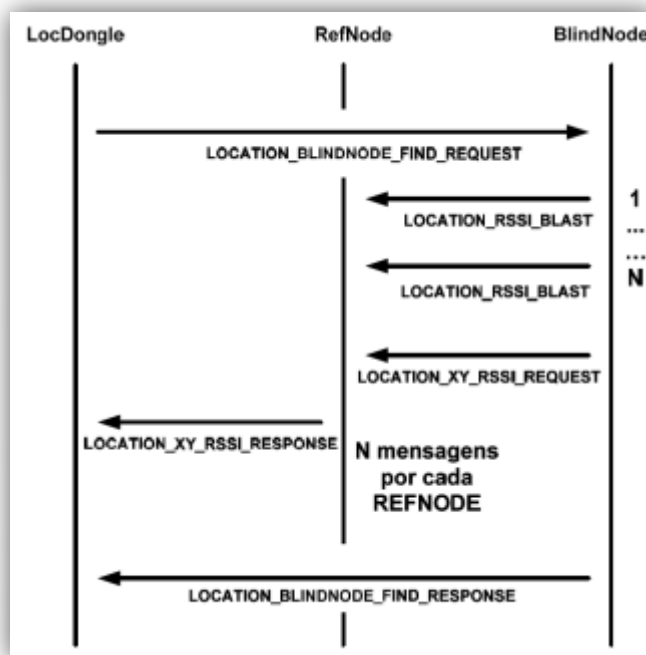 LocDongle RefNode BlindNode
LOCATION_BLINDNODE_FIND_REQUEST
1
LOCATION_RSSI_BLAST
...
...
N
LOCATION_RSSI_BLAST
LOCATION_XY_RSSI_REQUEST
LOCATION_XY_RSSI_RESPONSE
N mensagens
por cada
REFNODE
LOCATION_BLINDNODE_FIND_RESPONSE